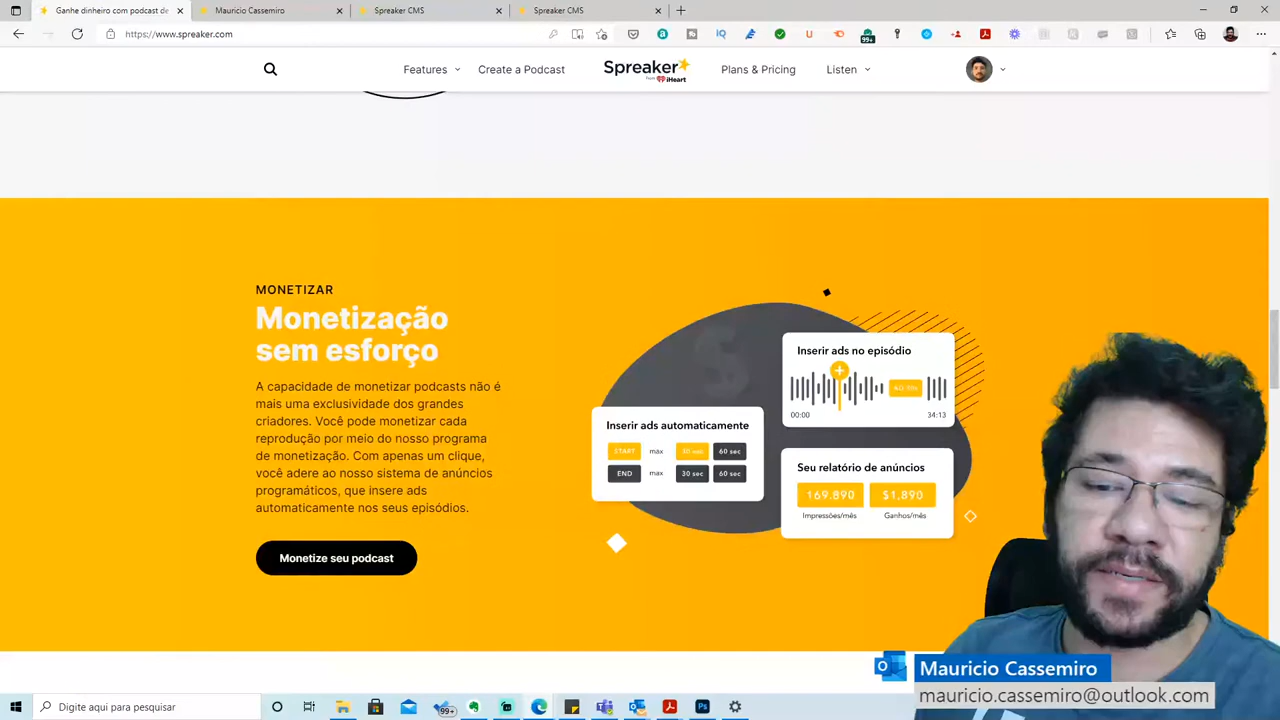 Ganhe dinheiro com podcast de
Mauricio Cassemiro
Spreaker CMS
Spreaker CMS
https://www.spreaker.com
99+
Features
Create a Podcast
Spreaker
from iHeart
Plans & Pricing
Listen
MONETIZAR
Monetização
sem esforço
A capacidade de monetizar podcasts não é
mais uma exclusividade dos grandes
criadores. Você pode monetizar cada
reprodução por meio do nosso programa
de monetização. Com apenas um clique,
você adere ao nosso sistema de anúncios
programáticos, que insere ads
automaticamente nos seus episódios.
Monetize seu podcast
Inserir ads no episódio
00:00
34:13
Inserir ads automaticamente
START
max
60 sec
END
max
30 sec
60 sec
Seu relatório de anúncios
169.890
$1,890
Impressões/mês
Ganhos/mês
Mauricio Cassemiro
mauricio.cassemiro@outlook.com
Digite aqui para pesquisar
99+